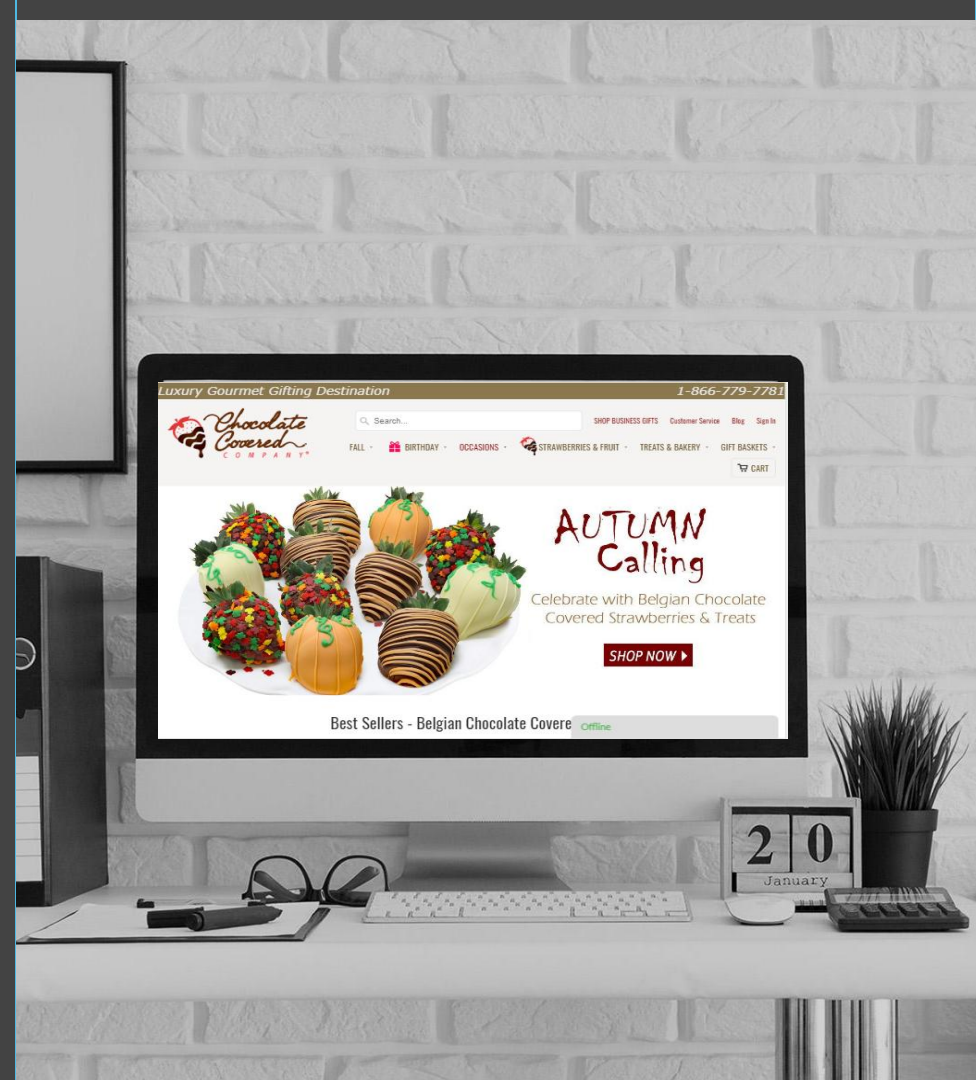 Luxury Gourmet Gifting Destination 1-866-779-7781
Chocolate
Covered
COMPANY®
Search...
SHOP BUSINESS GIFTS Customer Service Blog Sign In
FALL BIRTHDAY OCCASIONS STRAWBERRIES & FRUIT TREATS & BAKERY GIFT BASKETS
CART
AUTUMN
Calling
Celebrate with Belgian Chocolate
Covered Strawberries & Treats
SHOP NOW
Best Sellers - Belgian Chocolate Covere
Offline
2 0
January